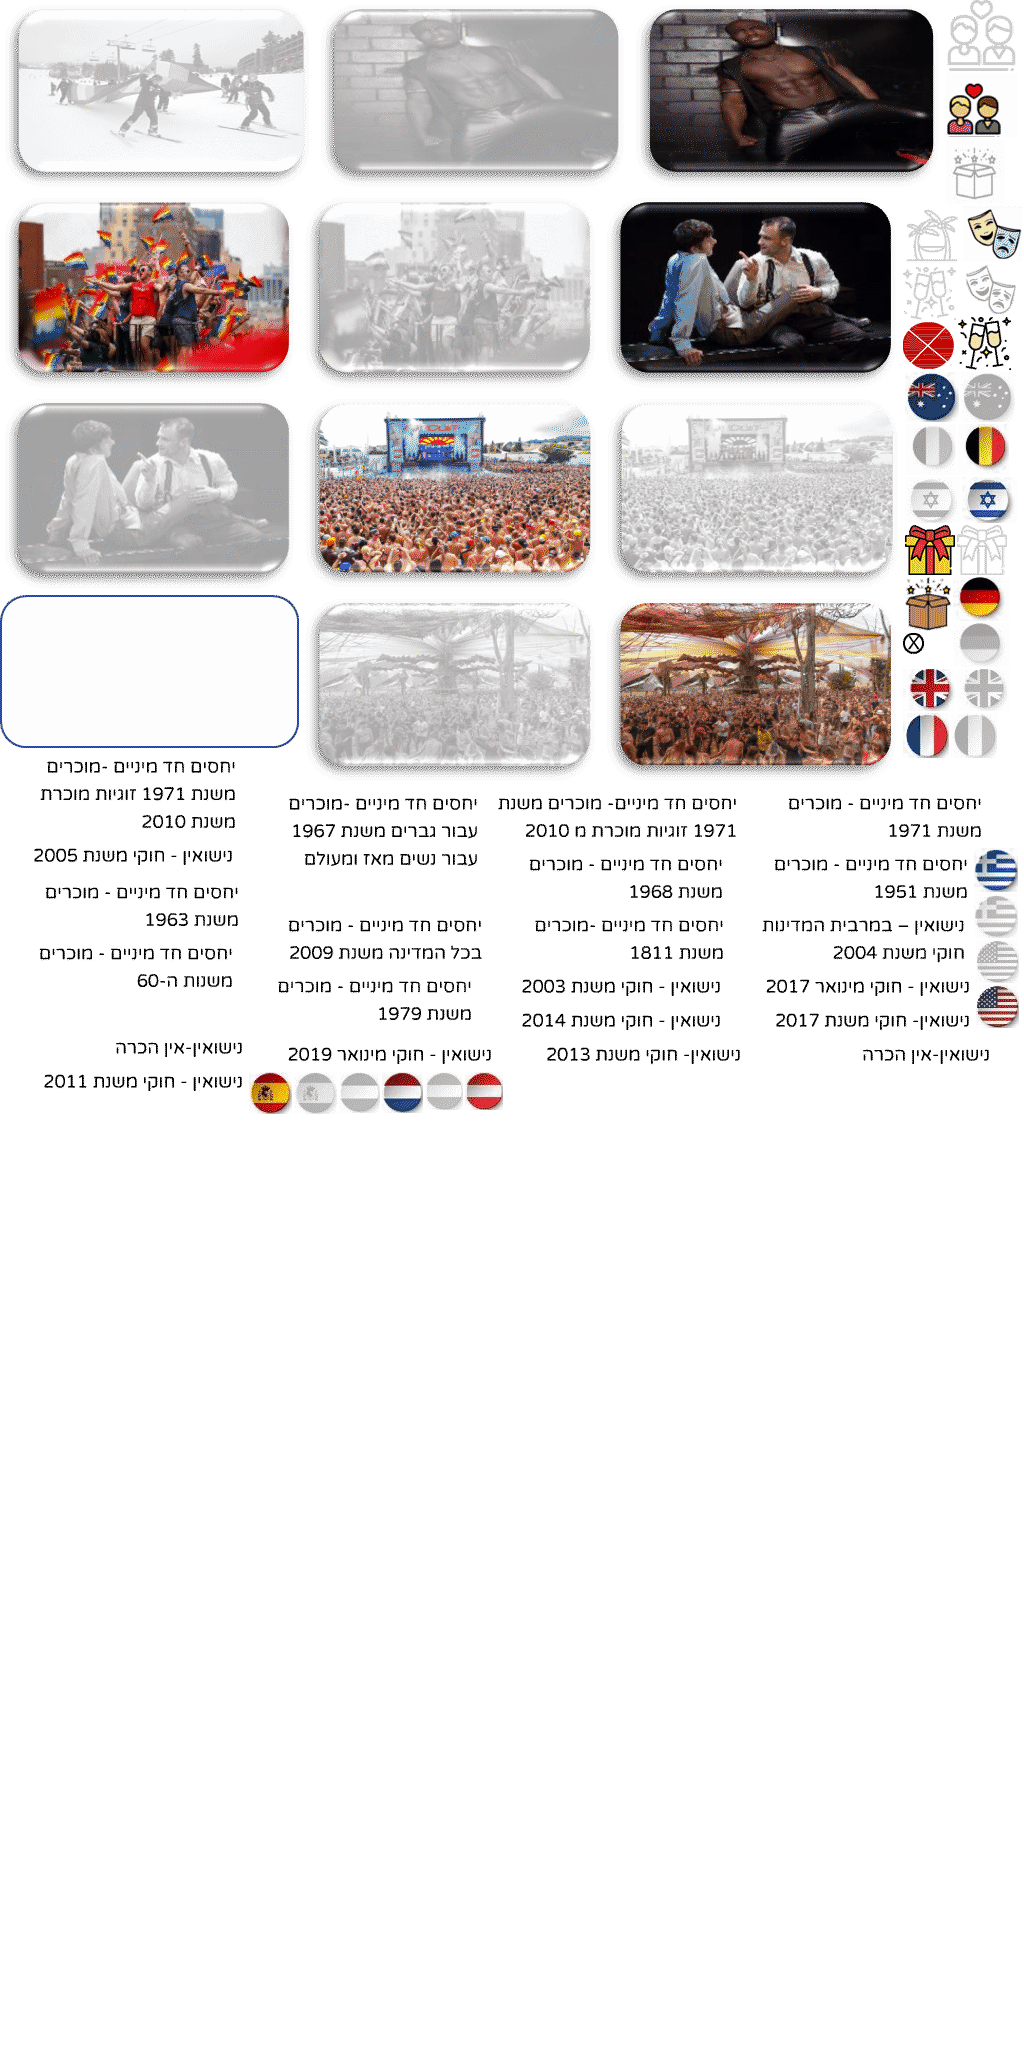 יחסים חד מיניים - מוכרים
משנת 1971
יחסים חד מיניים - מוכרים
משנת 1951
נישואין – במרבית המדינות
חוקי משנת 2004
נישואין - חוקי מינואר 2017
נישואין- חוקי משנת 2017
נישואין-אין הכרה
יחסים חד מיניים- מוכרים משנת
1971 זוגיות מוכרת מ 2010
יחסים חד מיניים - מוכרים
משנת 1968
יחסים חד מיניים -מוכרים
משנת 1811
נישואין - חוקי משנת 2003
נישואין - חוקי משנת 2014
נישואין- חוקי משנת 2013
יחסים חד מיניים -מוכרים
עבור גברים משנת 1967
עבור נשים מאז ומעולם
יחסים חד מיניים - מוכרים
בכל המדינה משנת 2009
יחסים חד מיניים - מוכרים
משנת 1979
נישואין - חוקי מינואר 2019
יחסים חד מיניים -מוכרים
משנת 1971 זוגיות מוכרת
משנת 2010
נישואין - חוקי משנת 2005
יחסים חד מיניים - מוכרים
משנת 1963
יחסים חד מיניים - מוכרים
משנות ה-60
נישואין-אין הכרה
נישואין - חוקי משנת 2011